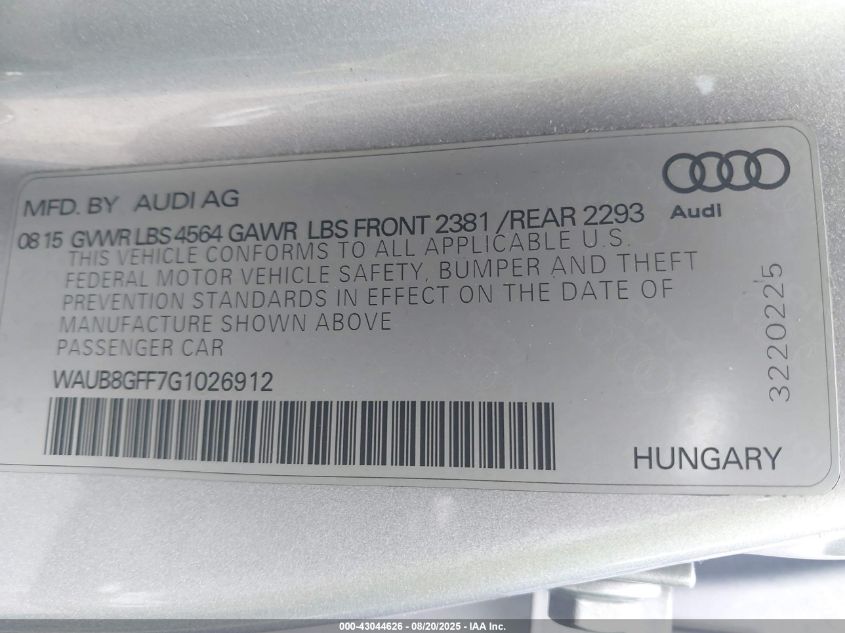 MFD. BY AUDI AG
Audi
08 15 GVWR LBS 4564 GAWR LBS FRONT 2381 /REAR 2293
THIS VEHICLE CONFORMS TO ALL APPLICABLE U.S.
FEDERAL MOTOR VEHICLE SAFETY, BUMPER AND THEFT
PREVENTION STANDARDS IN EFFECT ON THE DATE OF
MANUFACTURE SHOWN ABOVE
PASSENGER CAR
WAUB8GFF7G1026912
3220225
HUNGARY
000-43044626 - 08/20/2025 - IAA Inc.